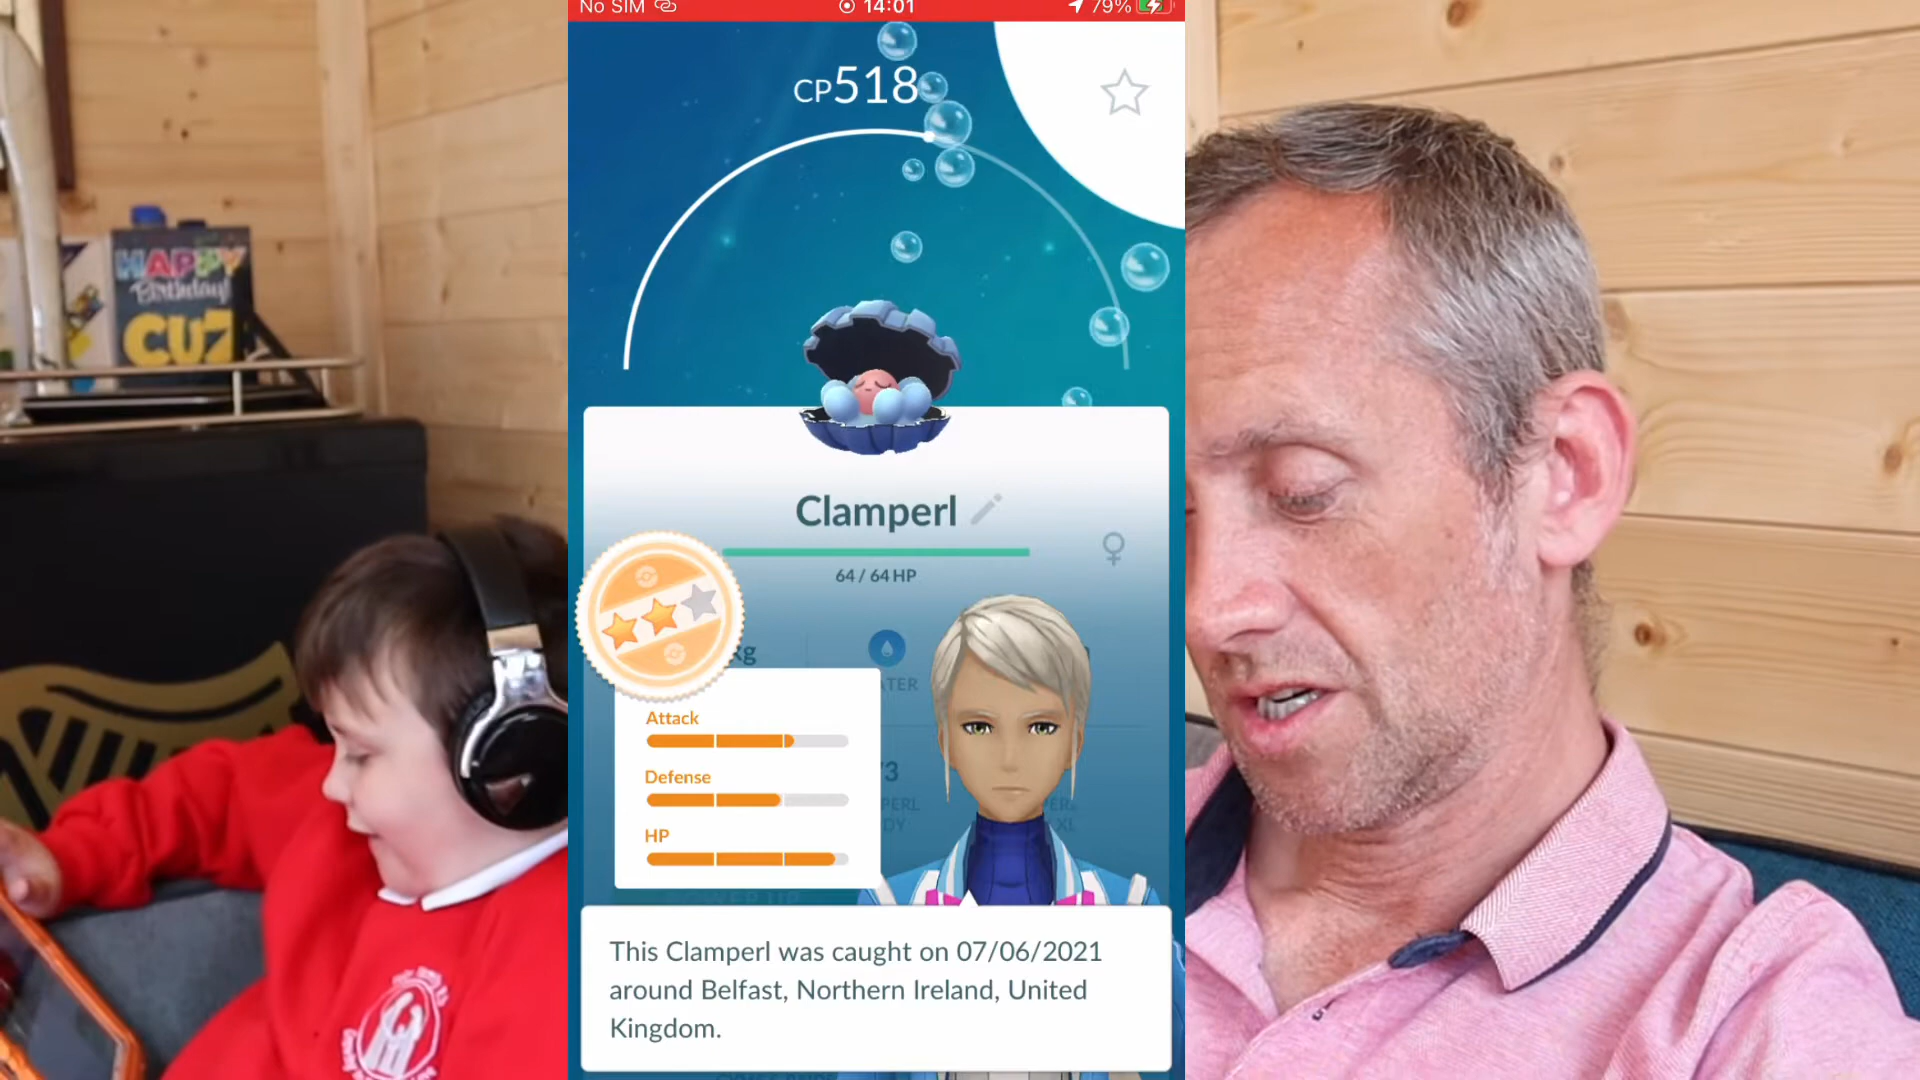 No SIM
14:01
79%
CP518
HAPPY
Birthday!
CUZ
Clamperl
64 / 64 HP
kg
Attack
Defense
HP
This Clamperl was caught on 07/06/2021
around Belfast, Northern Ireland, United
Kingdom.